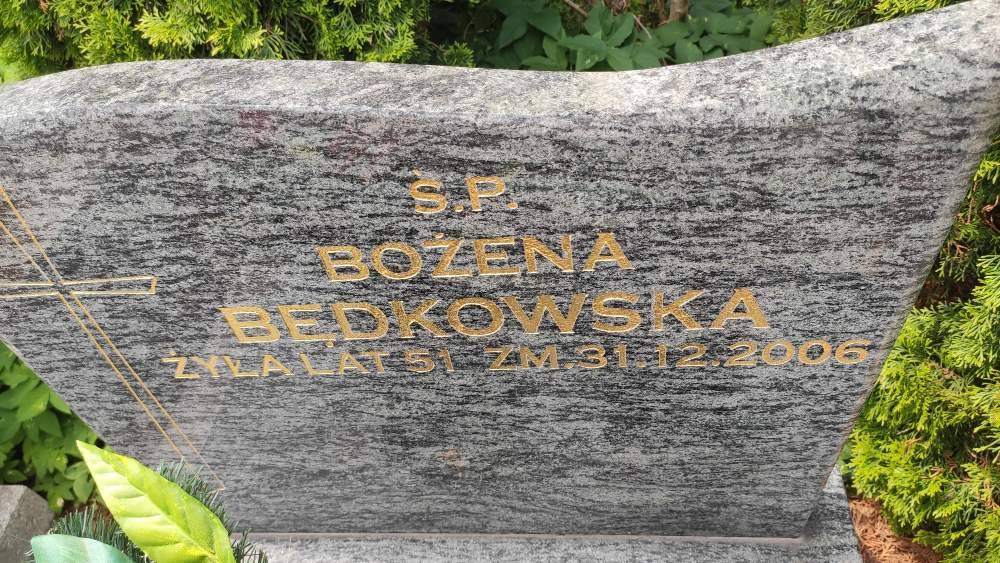 Ś.P.
BOŻENA
BĘDKOWSKA
ŻYŁA LAT 51 ZM.31.12.2006